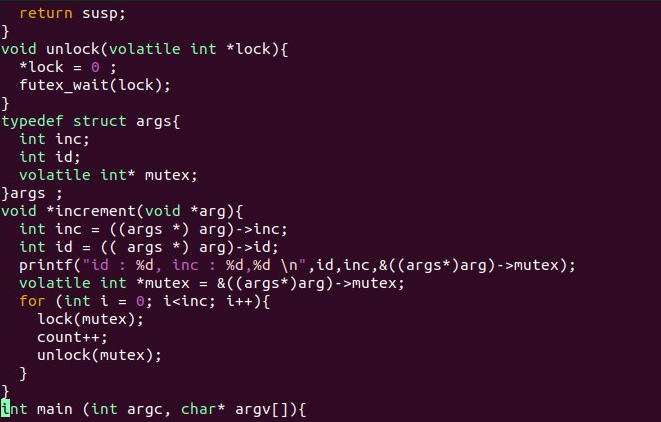 return susp;
}
void unlock(volatile int *lock){
  *lock = 0 ;
  futex_wait(lock);
}
typedef struct args{
  int inc;
  int id;
  volatile int* mutex;
}args ;
void *increment(void *arg){
  int inc = ((args *) arg)->inc;
  int id = (( args *) arg)->id;
  printf("id : %d, inc : %d,%d \n",id,inc,&((args*)arg)->mutex);
  volatile int *mutex = &((args*)arg)->mutex;
  for (int i = 0; i<inc; i++){
    lock(mutex);
    count++;
    unlock(mutex);
  }
}
int main (int argc, char* argv[]){